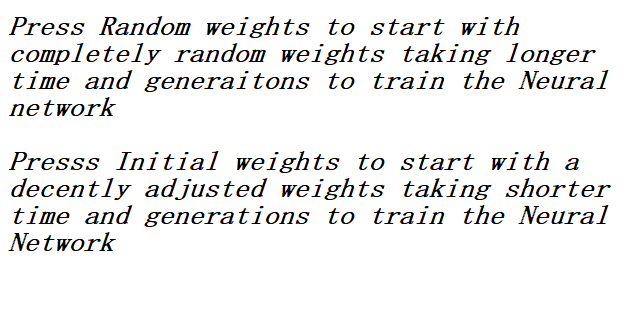 Press Random weights to start with
completely random weights taking longer
time and generaitons to train the Neural
network
Presss Initial weights to start with a
decently adjusted weights taking shorter
time and generations to train the Neural
Network